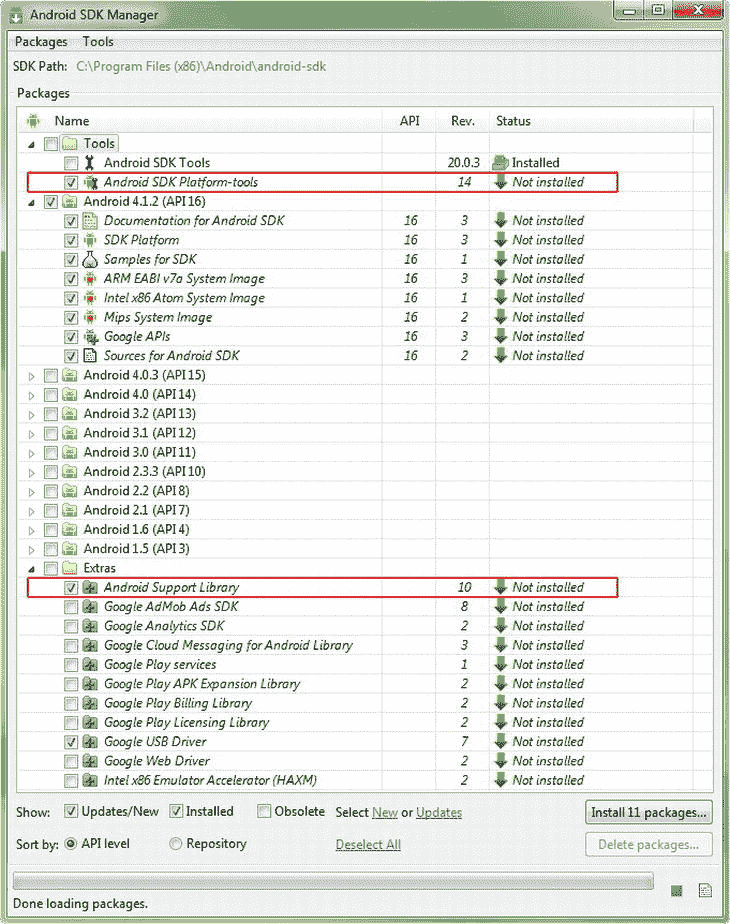 Android SDK Manager
Packages Tools
SDK Path: C:\Program Files (x86)\Android\android-sdk
Packages
Name API Rev. Status
Tools
Android SDK Tools 20.0.3 Installed
Android SDK Platform-tools 14 Not installed
Android 4.1.2 (API 16)
Documentation for Android SDK 16 3 Not installed
SDK Platform 16 3 Not installed
Samples for SDK 16 1 Not installed
ARM EABI v7a System Image 16 3 Not installed
Intel x86 Atom System Image 16 1 Not installed
Mips System Image 16 2 Not installed
Google APIs 16 3 Not installed
Sources for Android SDK 16 2 Not installed
Android 4.0.3 (API 15)
Android 4.0 (API 14)
Android 3.2 (API 13)
Android 3.1 (API 12)
Android 3.0 (API 11)
Android 2.3.3 (API 10)
Android 2.2 (API 8)
Android 2.1 (API 7)
Android 1.6 (API 4)
Android 1.5 (API 3)
Extras
Android Support Library 10 Not installed
Google AdMob Ads SDK 8 Not installed
Google Analytics SDK 2 Not installed
Google Cloud Messaging for Android Library 3 Not installed
Google Play services 1 Not installed
Google Play APK Expansion Library 2 Not installed
Google Play Billing Library 2 Not installed
Google Play Licensing Library 2 Not installed
Google USB Driver 7 Not installed
Google Web Driver 2 Not installed
Intel x86 Emulator Accelerator (HAXM) 2 Not installed
Show: Updates/New Installed Obsolete Select New or Updates Install 11 packages...
Sort by: API level Repository Deselect All Delete packages...
Done loading packages.